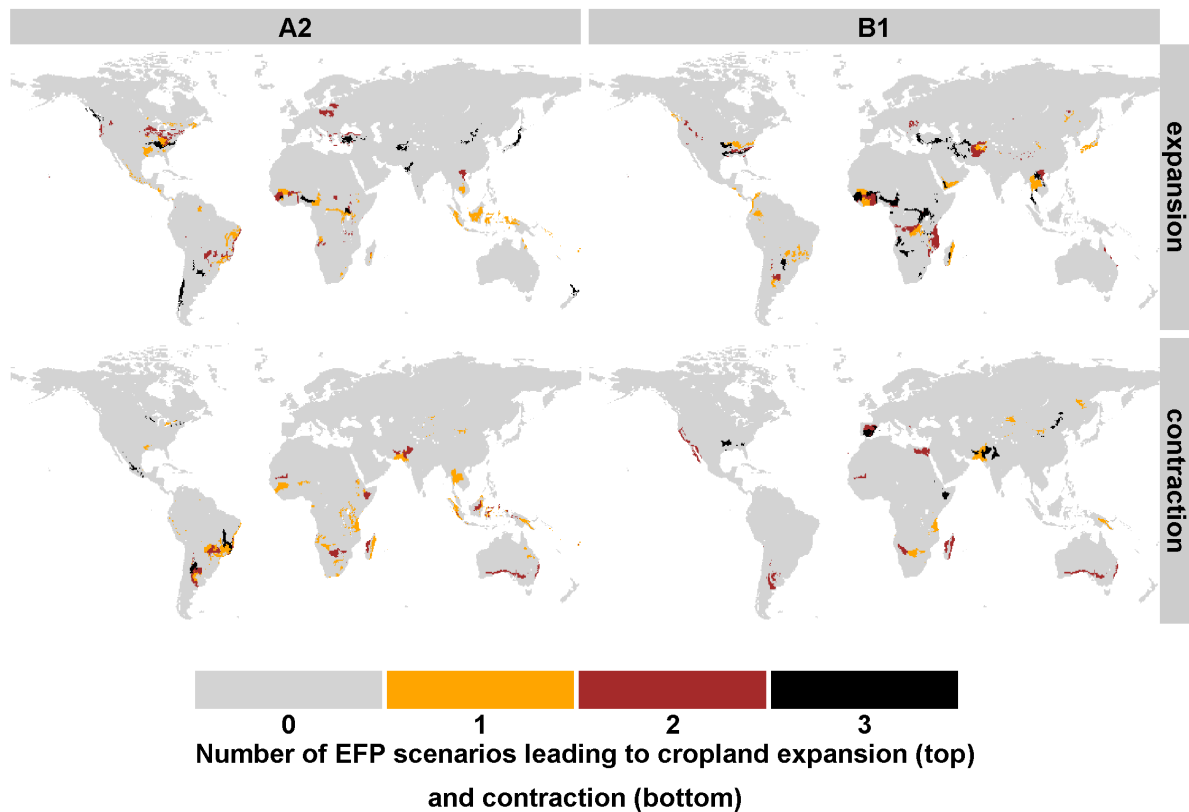 A2
B1
expansion
contraction
0
1
2
3
Number of EFP scenarios leading to cropland expansion (top)
and contraction (bottom)